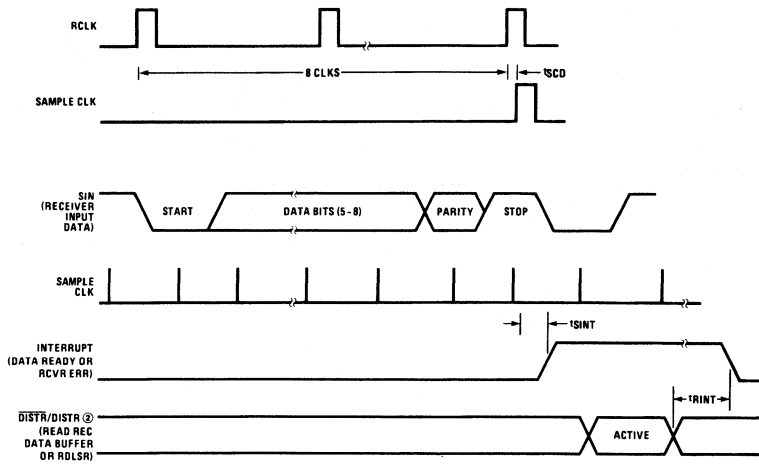 RCLK
8 CLKS
tSCD
SAMPLE CLK
SIN
(RECEIVER
INPUT
DATA)
START
DATA BITS (5-8)
PARITY
STOP
SAMPLE
CLK
tSINT
INTERRUPT
(DATA READY OR
RCVR ERR)
tRINT
DISTR/DISTR ②
(READ REC
DATA BUFFER
OR RDLSR)
ACTIVE